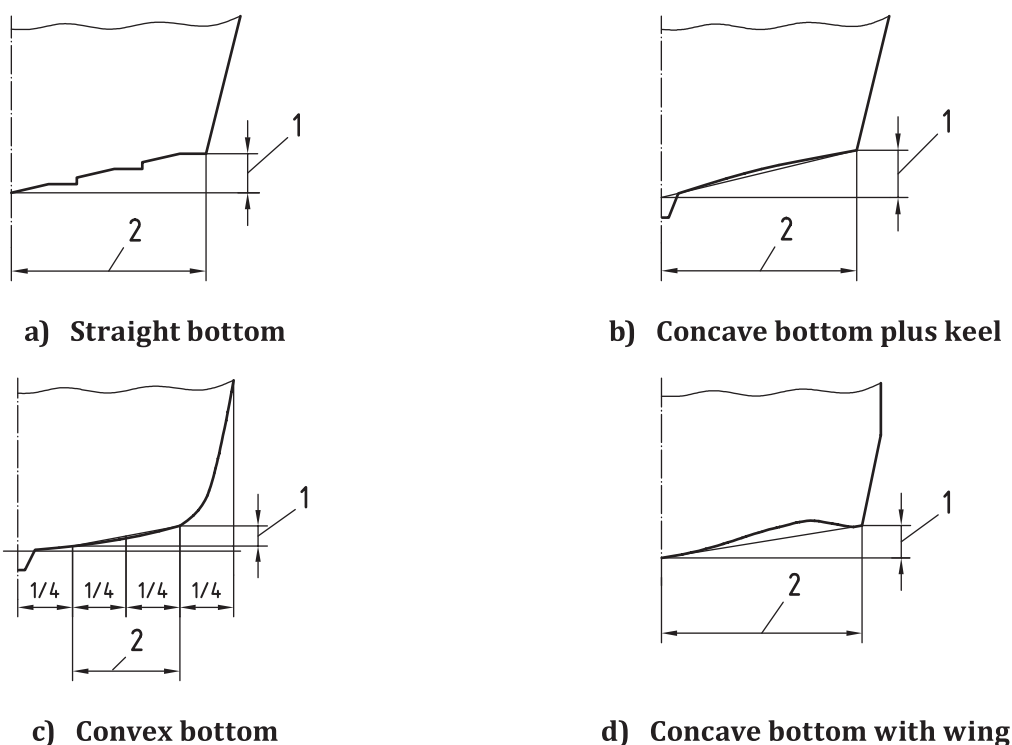 1
2
a) Straight bottom
1
2
b) Concave bottom plus keel
1
1/4 1/4 1/4 1/4
2
c) Convex bottom
1
2
d) Concave bottom with wing